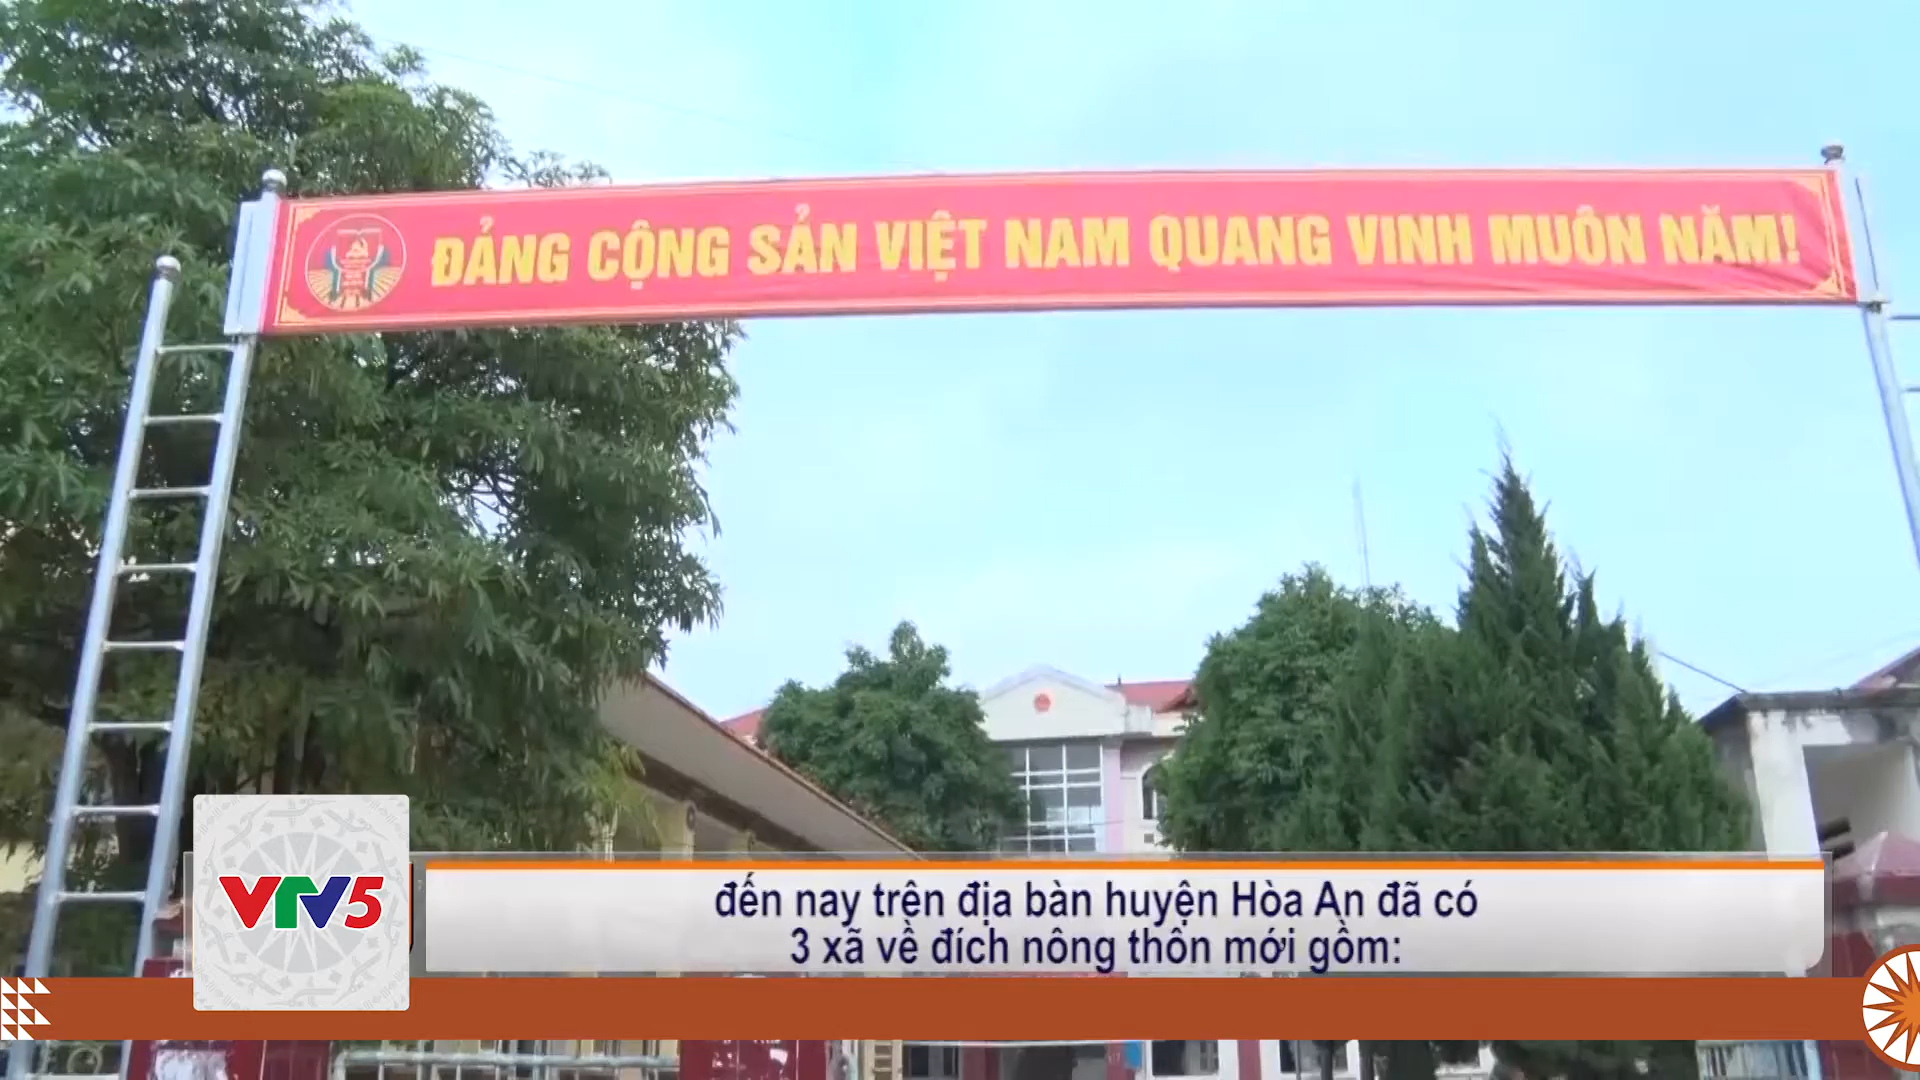 ĐẢNG CỘNG SẢN VIỆT NAM QUANG VINH MUÔN NĂM!
VTV5
đến nay trên địa bàn huyện Hòa An đã có
3 xã về đích nông thôn mới gồm: